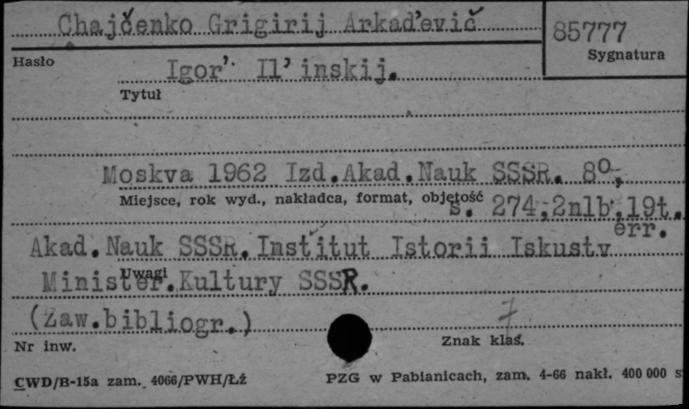 Chajčenko Grigirij Arkad'evič
85777
Hasło
Sygnatura
Igor' Il'inskij.
Tytuł
Moskva 1962 Izd.Akad.Nauk SSSR. 8°,
Miejsce, rok wyd., nakładca, format, objętość
s. 274,2nlb,19t.
err.
Akad.Nauk SSSR.Institut Istorii Iskustv
Uwagi
Minister.Kultury SSSR.
(Zaw.bibliogr.)
7
Nr inw.
Znak klas.
CWD/B-15a zam. 4066/PWH/Łż
PZG w Pabianicach, zam. 4-66 nakł. 400 000 s